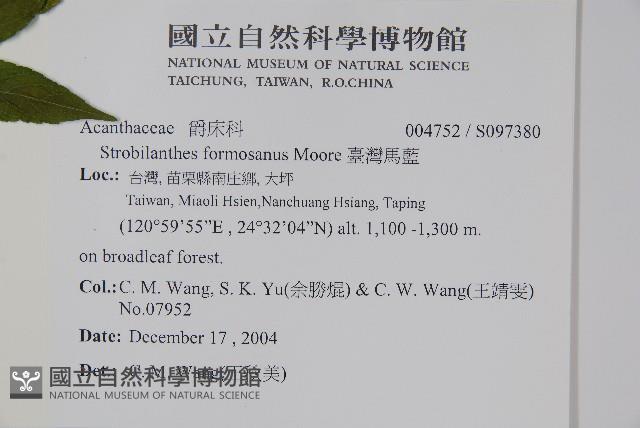 國立自然科學博物館
NATIONAL MUSEUM OF NATURAL SCIENCE
TAICHUNG, TAIWAN, R.O.CHINA
Acanthaceae 爵床科 004752 / S097380
Strobilanthes formosanus Moore 臺灣馬藍
Loc.: 台灣, 苗栗縣南庄鄉, 大坪
Taiwan, Miaoli Hsien,Nanchuang Hsiang, Taping
(120°59'55”E , 24°32'04”N) alt. 1,100 -1,300 m.
on broadleaf forest.
Col.: C. M. Wang, S. K. Yu(余勝焜) & C. W. Wang(王靖雯)
No.07952
Date: December 17 , 2004
Det.: M. Wang 美)
國立自然科學博物館
NATIONAL MUSEUM OF NATURAL SCIENCE